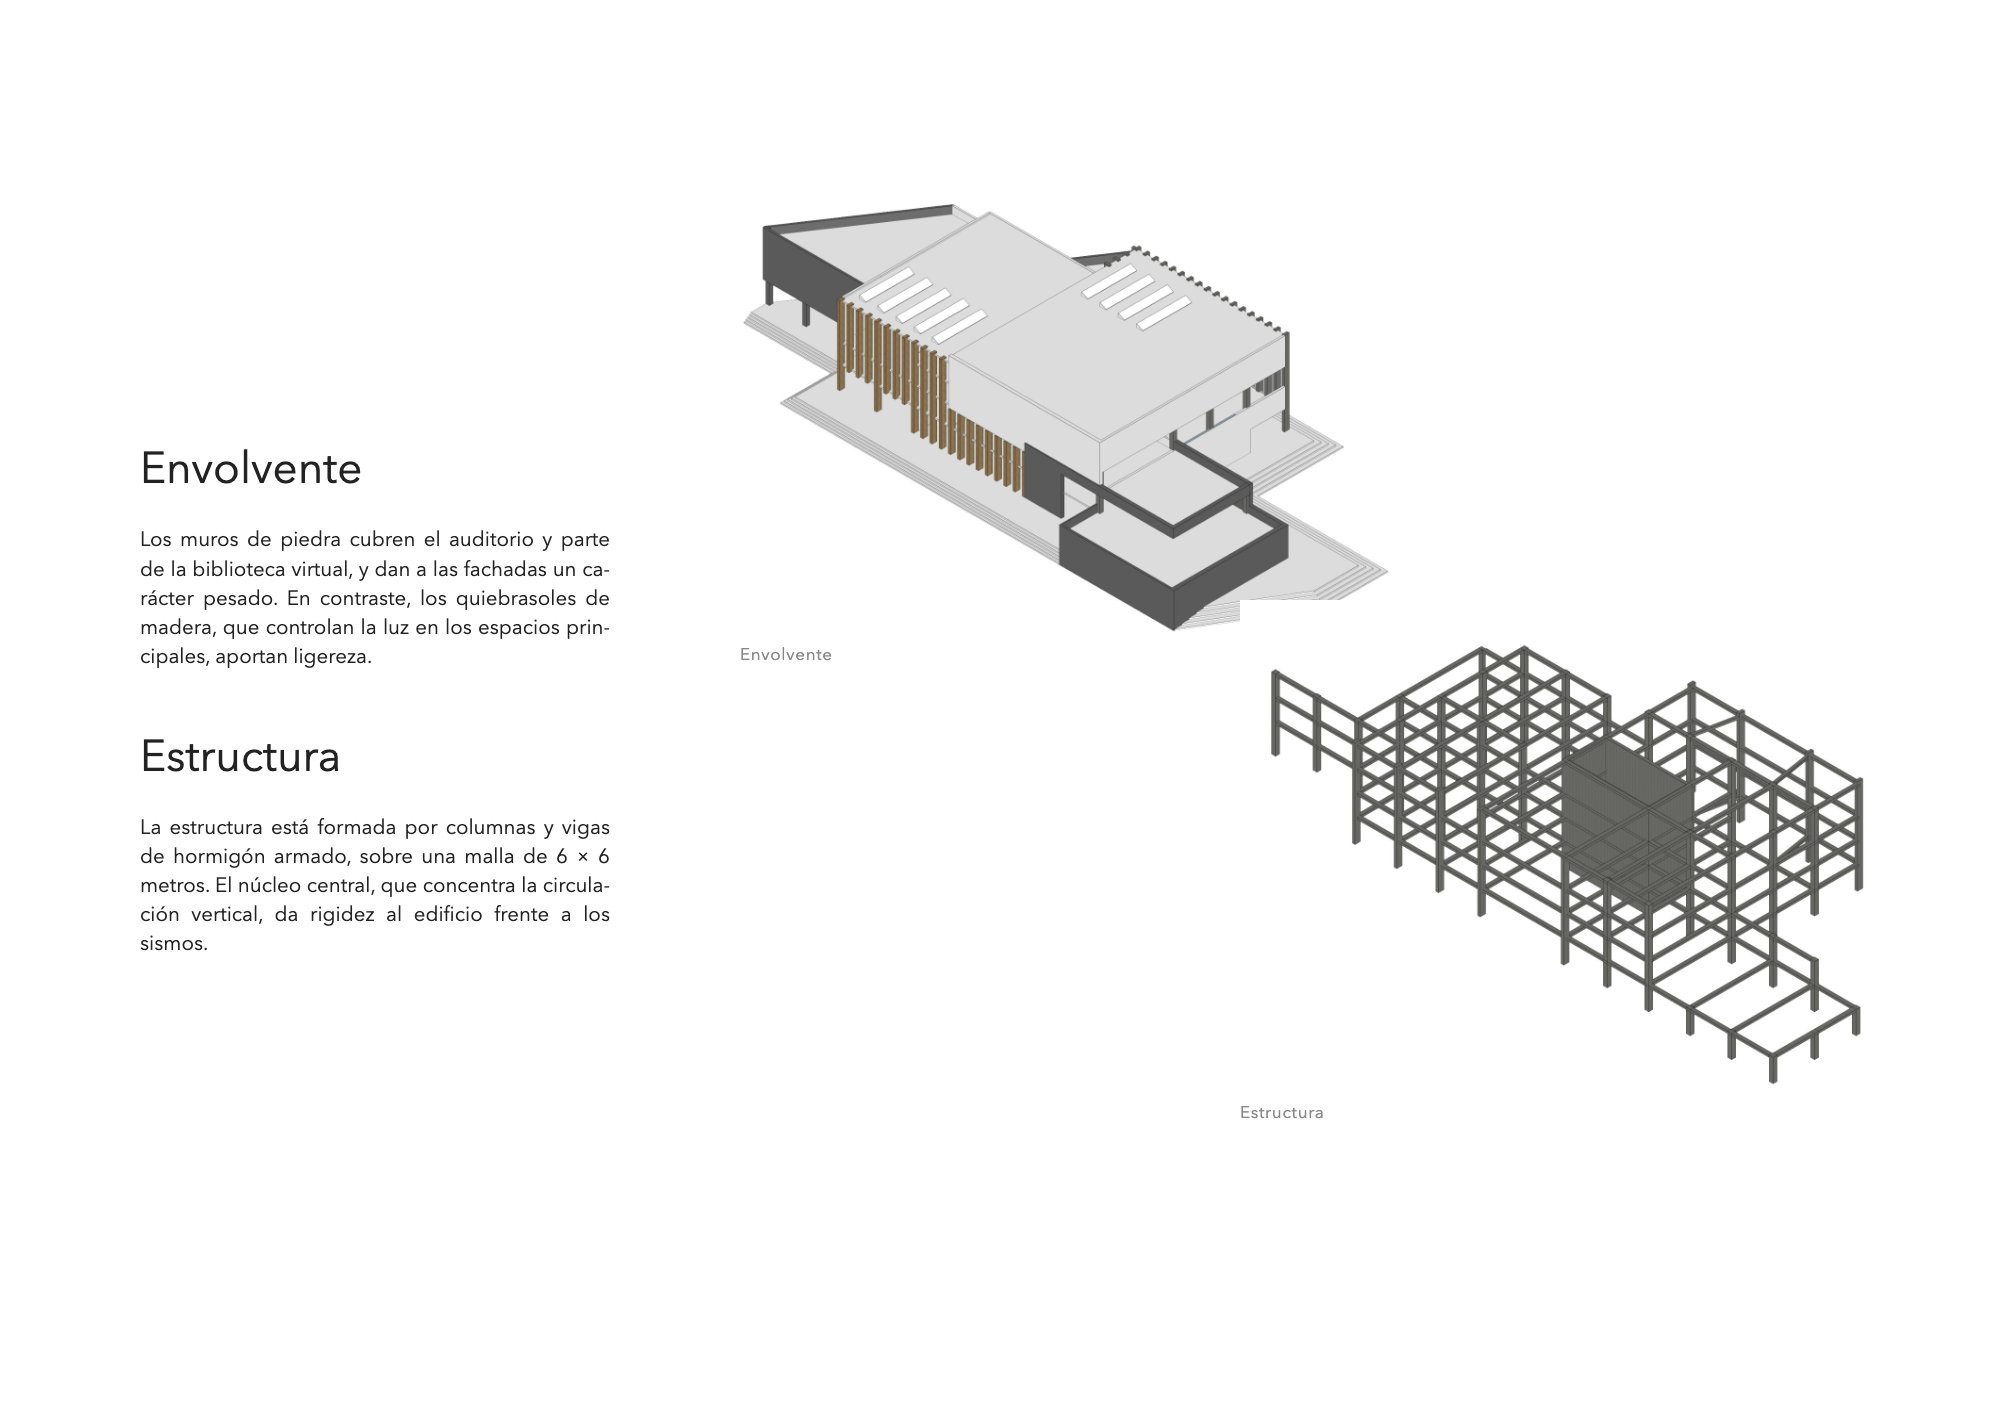 Envolvente
Los muros de piedra cubren el auditorio y parte
de la biblioteca virtual, y dan a las fachadas un ca-
rácter pesado. En contraste, los quiebrasoles de
madera, que controlan la luz en los espacios prin-
cipales, aportan ligereza.
Estructura
La estructura está formada por columnas y vigas
de hormigón armado, sobre una malla de 6 × 6
metros. El núcleo central, que concentra la circula-
ción vertical, da rigidez al edificio frente a los
sismos.
Envolvente
Estructura